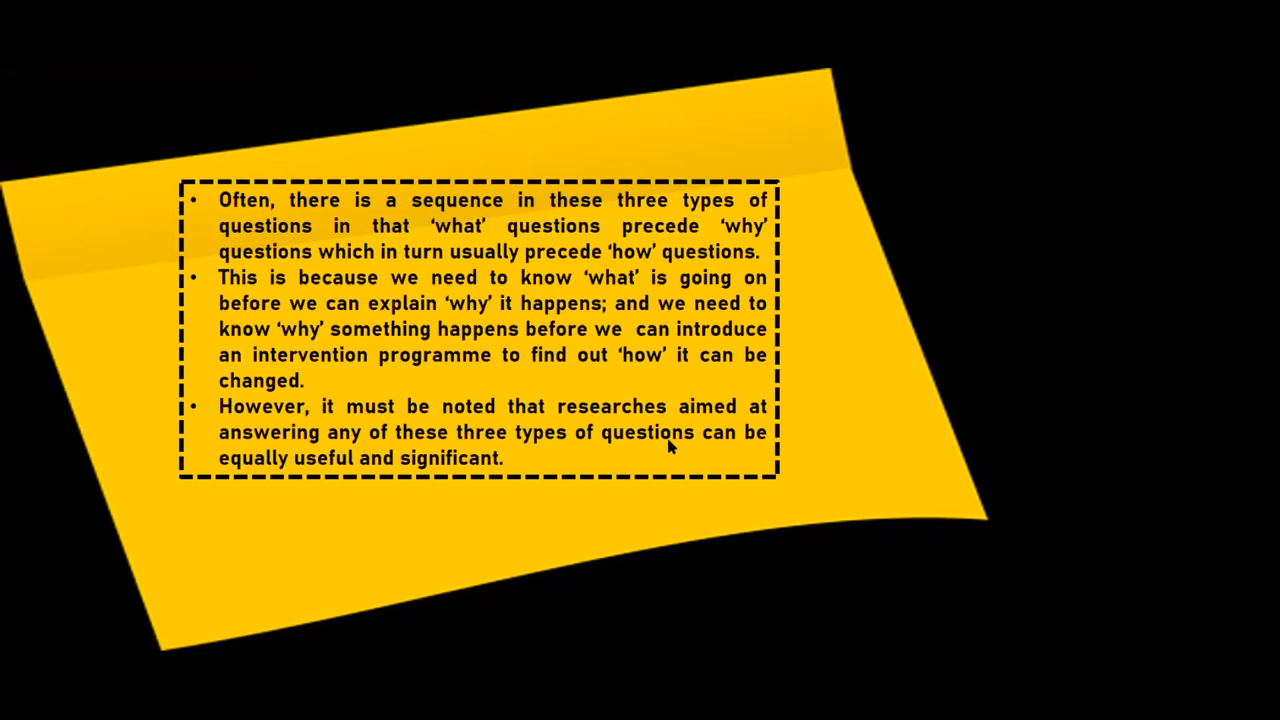 • Often, there is a sequence in these three types of
questions in that ‘what’ questions precede ‘why’
questions which in turn usually precede ‘how’ questions.
• This is because we need to know ‘what’ is going on
before we can explain ‘why’ it happens; and we need to
know ‘why’ something happens before we can introduce
an intervention programme to find out ‘how’ it can be
changed.
• However, it must be noted that researches aimed at
answering any of these three types of questions can be
equally useful and significant.